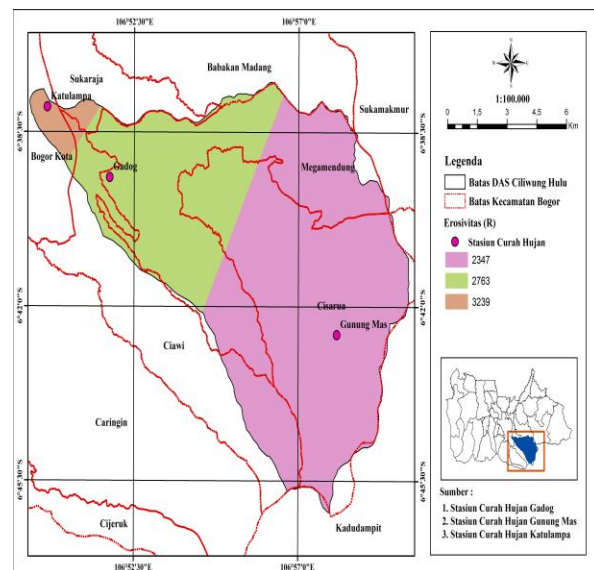 106°52'30"E
106°57'0"E
Sukaraja
Babakan Madang
Katulampa
Sukamakmur
6°38'30"S
6°38'30"S
Bogor Kota
Gadog
Megamendung
6°42'0"S
6°42'0"S
Cisarua
Gunung Mas
Ciawi
Caringin
6°45'30"S
6°45'30"S
Cijeruk
Kadudampit
106°52'30"E
106°57'0"E
N
1:100.000
0 1.5 3 4.5 6
Km
Legenda
Batas DAS Ciliwung Hulu
Batas Kecamatan Bogor
Erosivitas (R)
Stasiun Curah Hujan
2347
2763
3239
Sumber :
1. Stasiun Curah Hujan Gadog
2. Stasiun Curah Hujan Gunung Mas
3. Stasiun Curah Hujan Katulampa